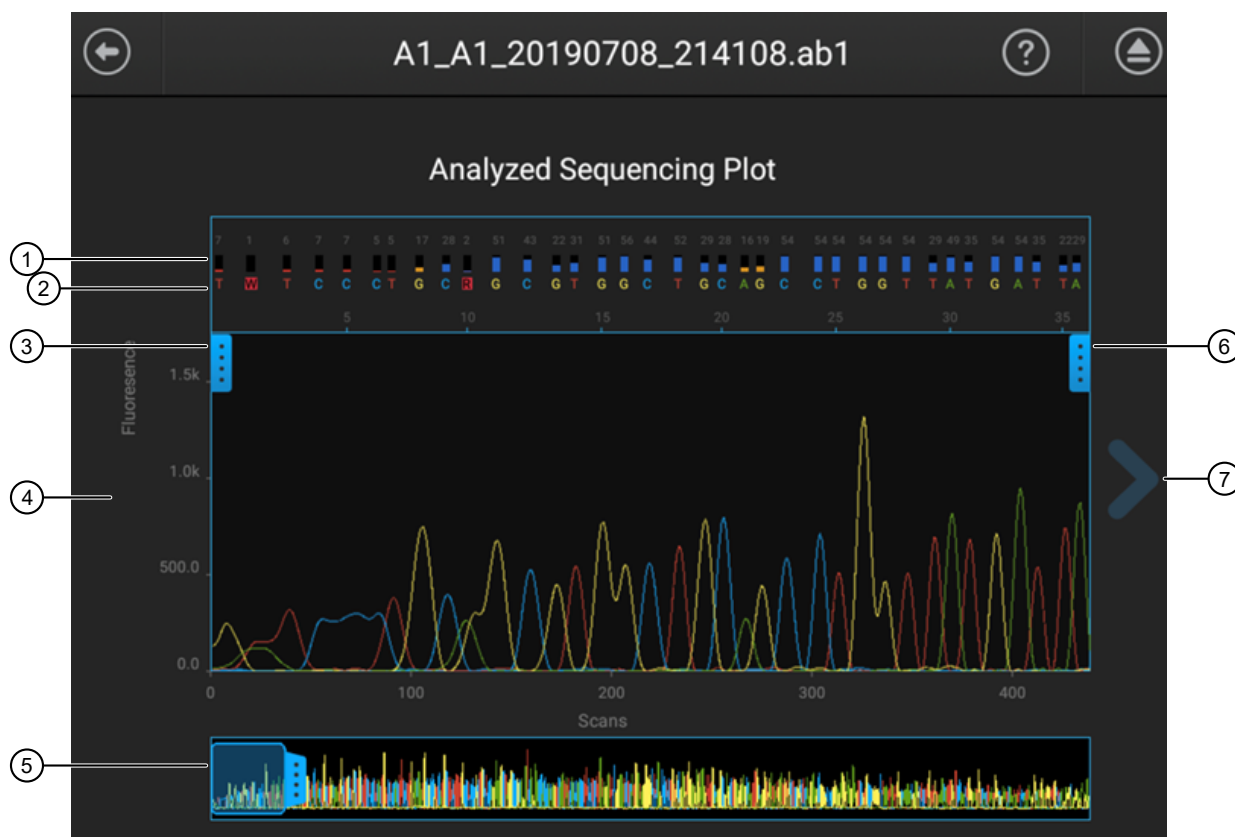 A1_A1_20190708_214108.ab1
?
Analyzed Sequencing Plot
7 1 6 7 7 5 5 17 28 2 51 43 22 31 51 56 44 52 29 28 16 19 54 54 54 54 54 54 29 49 35 54 54 35 22 29
1
T W T C C C T G C R G C G T G G C T G C A G C C T G G T T A T G A T T A
2
5 10 15 20 25 30 35
3
6
Fluoresence
1.5k
1.0k
4
7
500.0
0.0
0 100 200 300 400
Scans
5